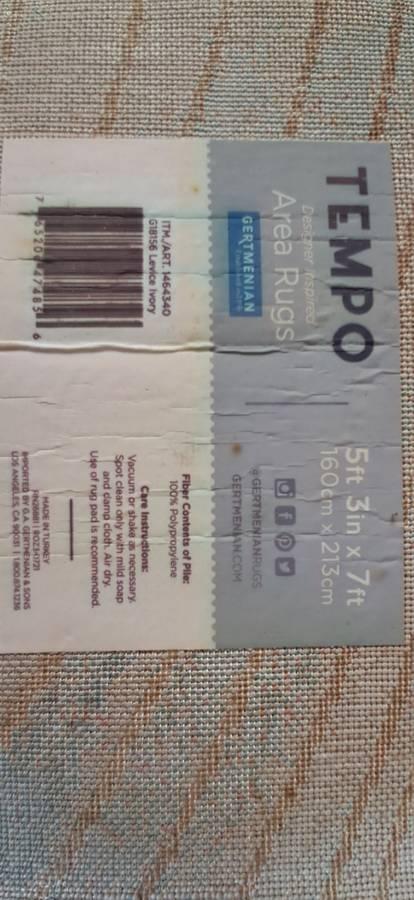 TEMPO
Designer Inspired
Area Rugs
GERTMENIAN
5ft 3in x 7ft
160cm x 213cm
@GERTMENIANRUGS
GERTMENIAN.COM
ITM./ART. 1464340
G18156 Levice Ivory
Fiber Contents of Pile:
100% Polypropylene
Care Instructions:
Vacuum or shake as necessary.
Spot clean only with mild soap
and damp cloth. Air dry.
Use of rug pad is recommended.
MADE IN TURKEY
IMPORTED BY G.A. GERTMENIAN & SONS
LOS ANGELES, CA 90031